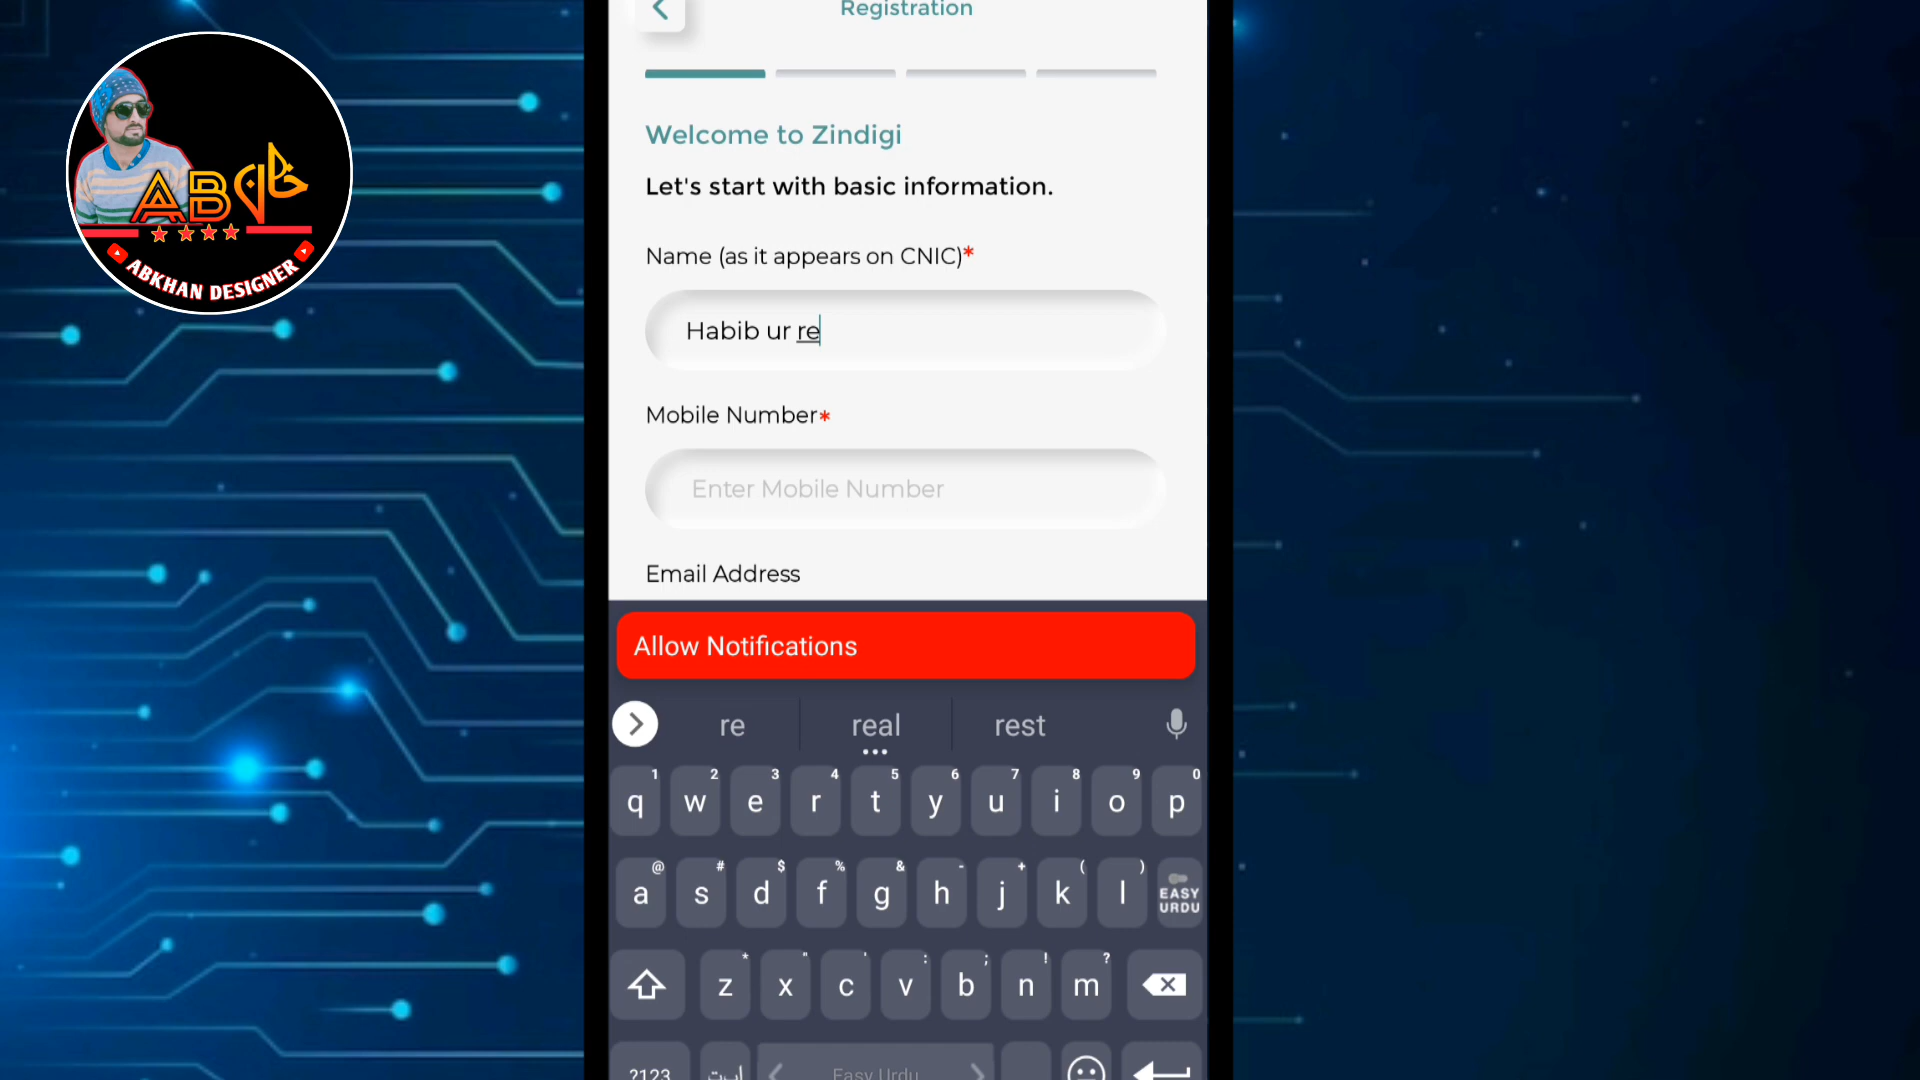 Registration
Welcome to Zindigi
Let's start with basic information.
Name (as it appears on CNIC)*
Habib ur re
Mobile Number*
Enter Mobile Number
Email Address
Allow Notifications
re real rest
1 2 3 4 5 6 7 8 9 0
q w e r t y u i o p
@ # $ % & - + ( )
a s d f g h j k l EASY URDU
* " ' : ; ! ?
z x c v b n m
?123 ا ب ت Easy Urdu
AB خان
ABKHAN DESIGNER